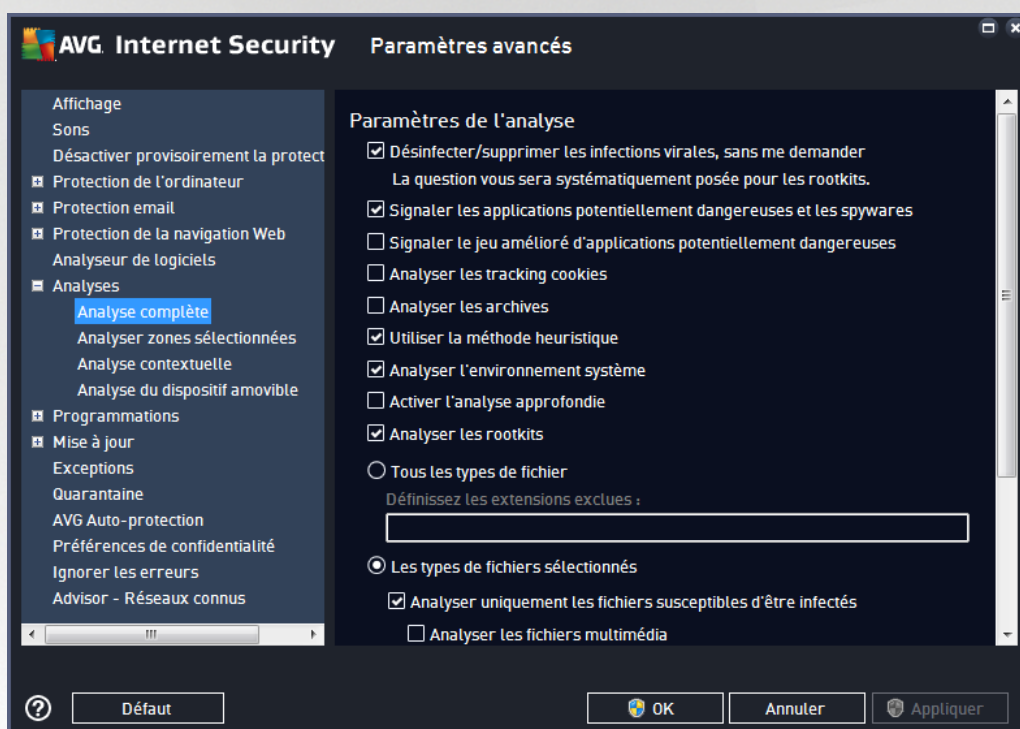 AVG. Internet Security
Paramètres avancés
Affichage
Sons
Désactiver provisoirement la protect
Protection de l'ordinateur
Protection email
Protection de la navigation Web
Analyseur de logiciels
Analyses
Analyse complète
Analyser zones sélectionnées
Analyse contextuelle
Analyse du dispositif amovible
Programmations
Mise à jour
Exceptions
Quarantaine
AVG Auto-protection
Préférences de confidentialité
Ignorer les erreurs
Advisor - Réseaux connus
Paramètres de l'analyse
Désinfecter/supprimer les infections virales, sans me demander
La question vous sera systématiquement posée pour les rootkits.
Signaler les applications potentiellement dangereuses et les spywares
Signaler le jeu amélioré d'applications potentiellement dangereuses
Analyser les tracking cookies
Analyser les archives
Utiliser la méthode heuristique
Analyser l'environnement système
Activer l'analyse approfondie
Analyser les rootkits
Tous les types de fichier
Définissez les extensions exclues :
Les types de fichiers sélectionnés
Analyser uniquement les fichiers susceptibles d'être infectés
Analyser les fichiers multimédia
? Défaut
OK
Annuler
Appliquer